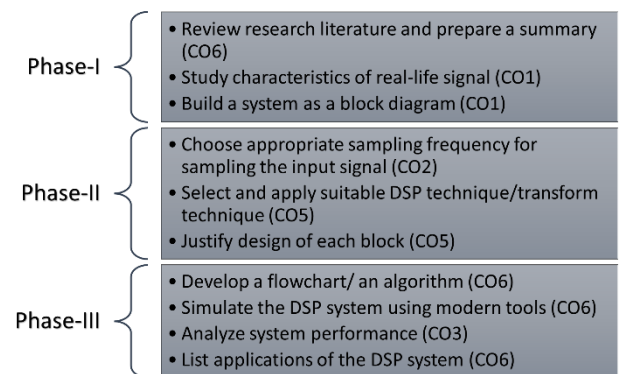 Phase-I
• Review research literature and prepare a summary
(CO6)
• Study characteristics of real-life signal (CO1)
• Build a system as a block diagram (CO1)
Phase-II
• Choose appropriate sampling frequency for
sampling the input signal (CO2)
• Select and apply suitable DSP technique/transform
technique (CO5)
• Justify design of each block (CO5)
Phase-III
• Develop a flowchart/ an algorithm (CO6)
• Simulate the DSP system using modern tools (CO6)
• Analyze system performance (CO3)
• List applications of the DSP system (CO6)